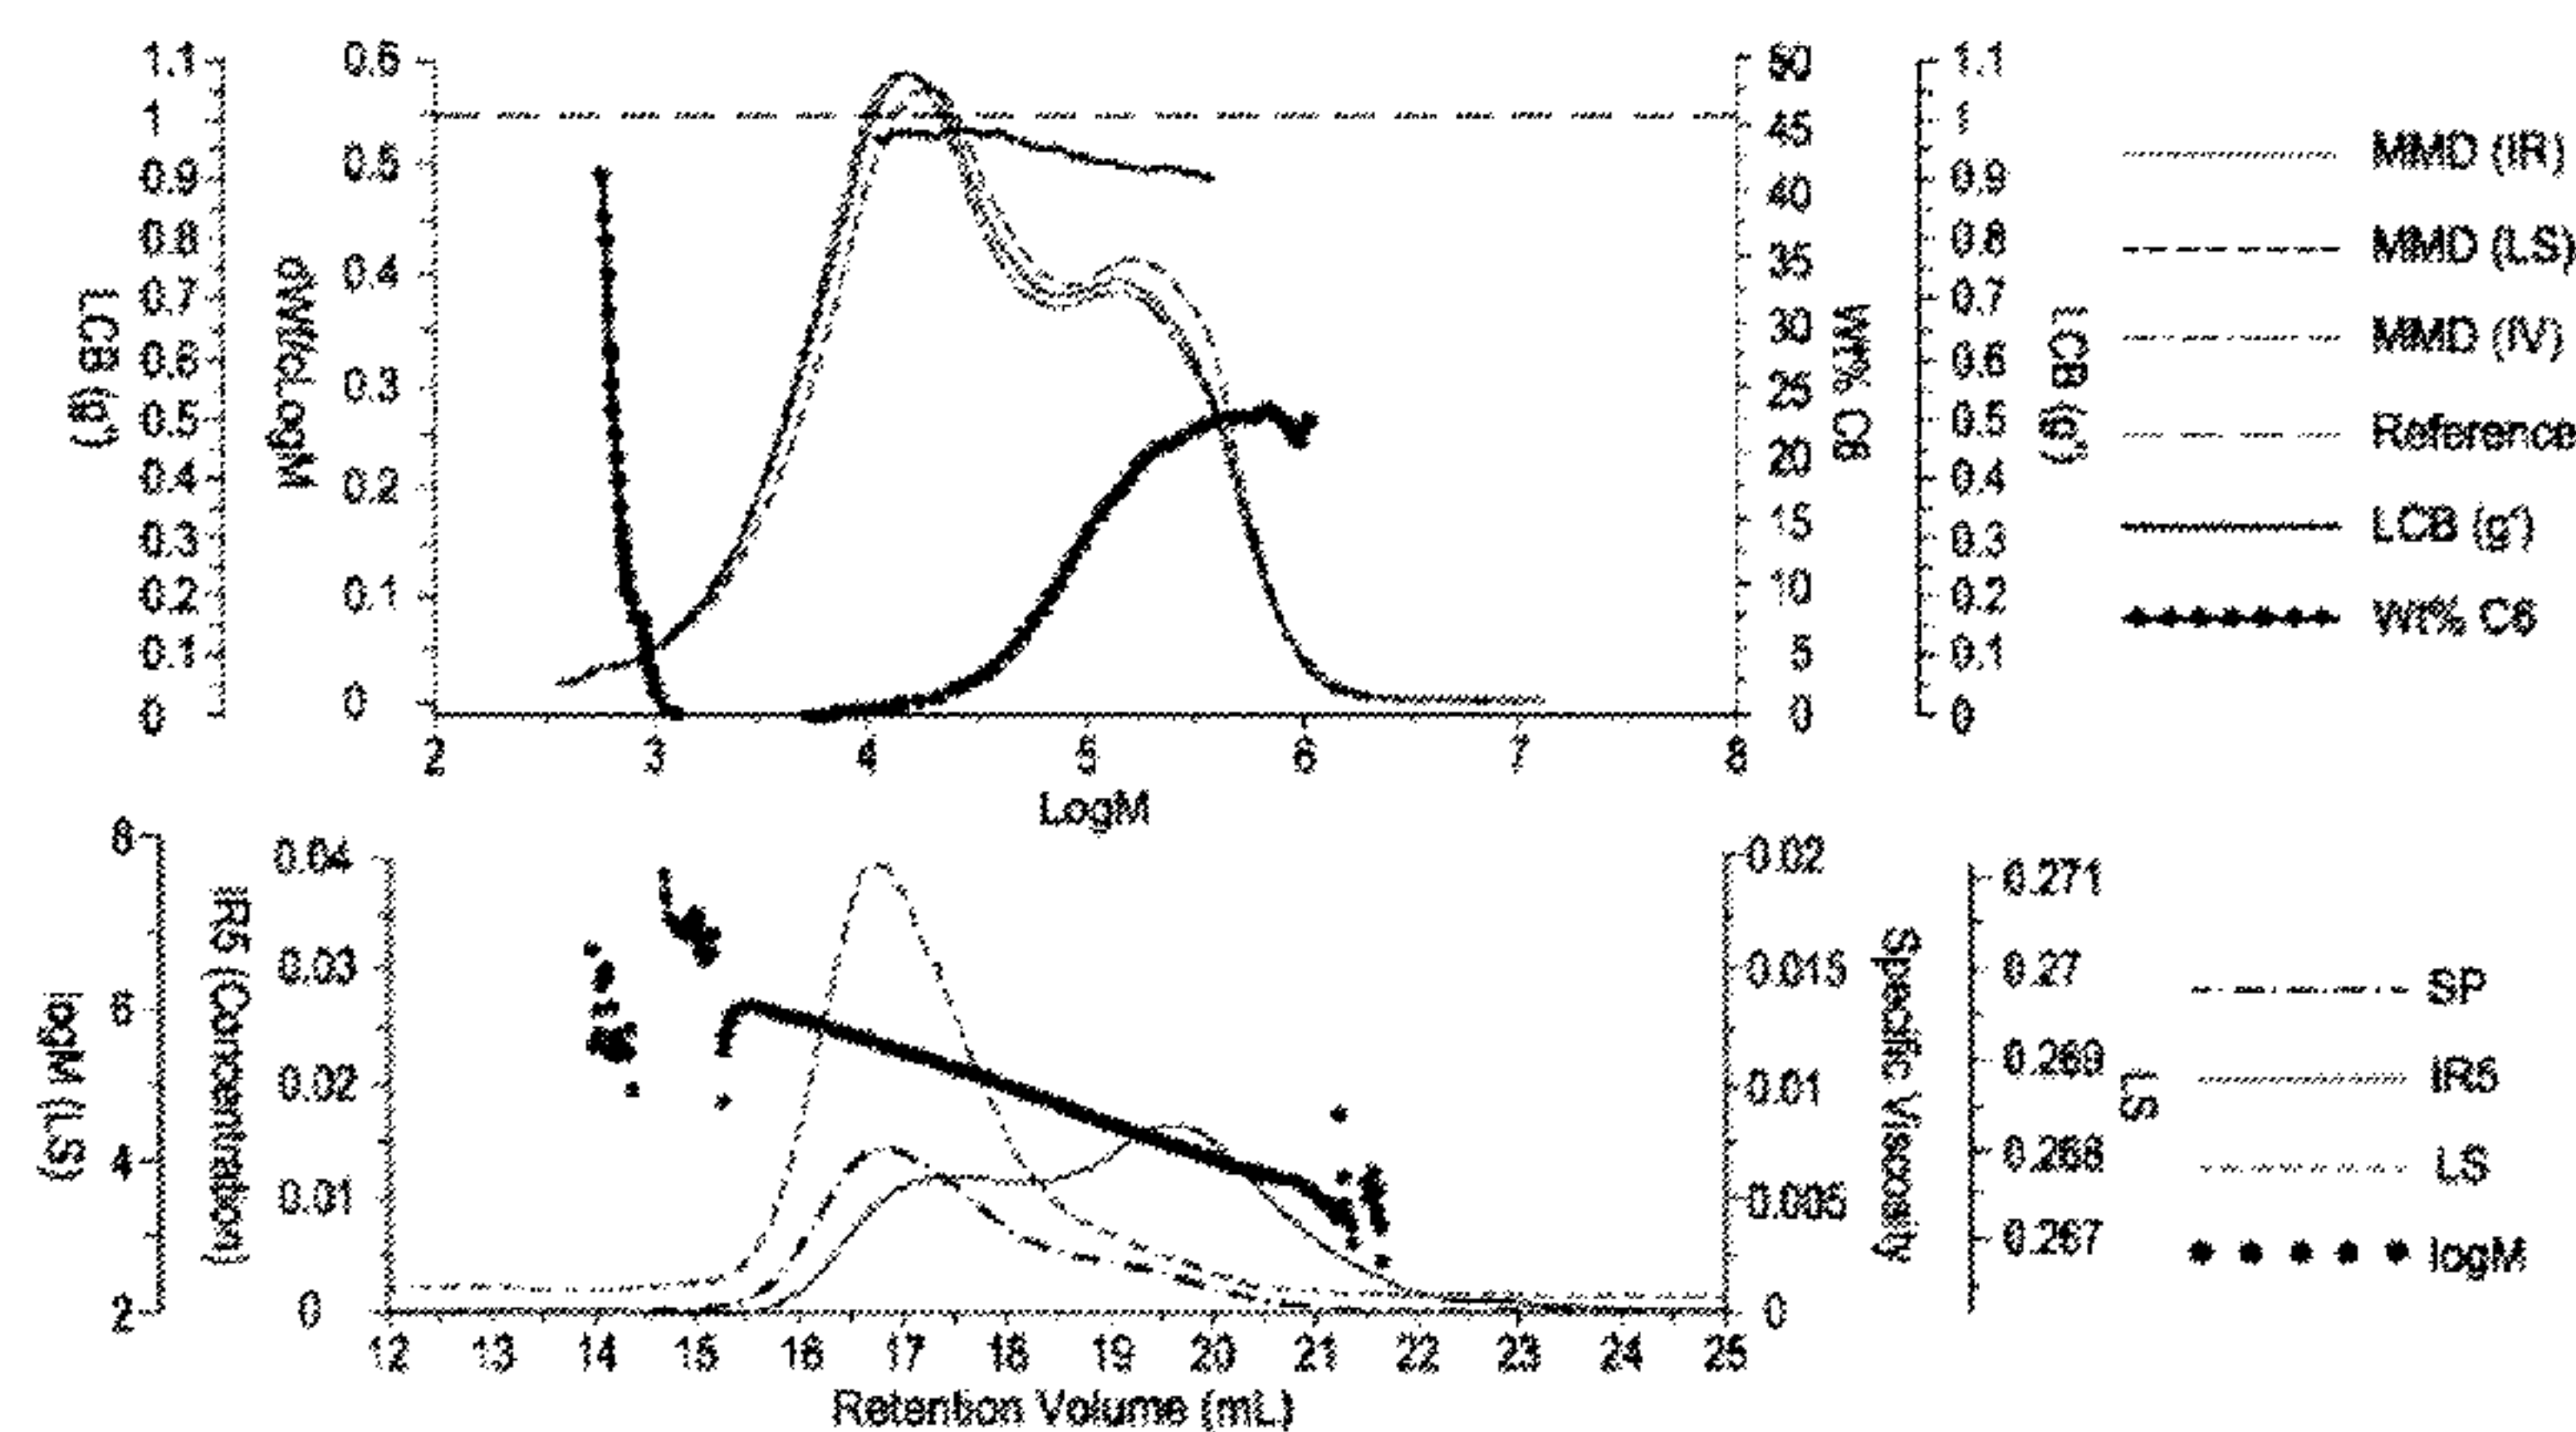 1.1
1
0.9
0.8
0.7
0.6
0.5
0.4
0.3
0.2
0.1
0
LCB (g')
0.6
0.5
0.4
0.3
0.2
0.1
0
dWt/cLogM
50
45
40
35
30
25
20
15
10
5
0
Wt% C6
1.1
1
0.9
0.8
0.7
0.6
0.5
0.4
0.3
0.2
0.1
0
LCB (g')
2 3 4 5 6 7 8
LogM
MMD (IR)
MMD (LS)
MMD (IV)
Reference
LCB (g')
Wt% C6
8
6
4
2
logM (LS)
0.04
0.03
0.02
0.01
0
IR5 (Concentration)
0.02
0.015
0.01
0.005
0
Specific Viscosity
0.271
0.27
0.269
0.268
0.267
LS
12 13 14 15 16 17 18 19 20 21 22 23 24 25
Retention Volume (mL)
SP
IR5
LS
logM